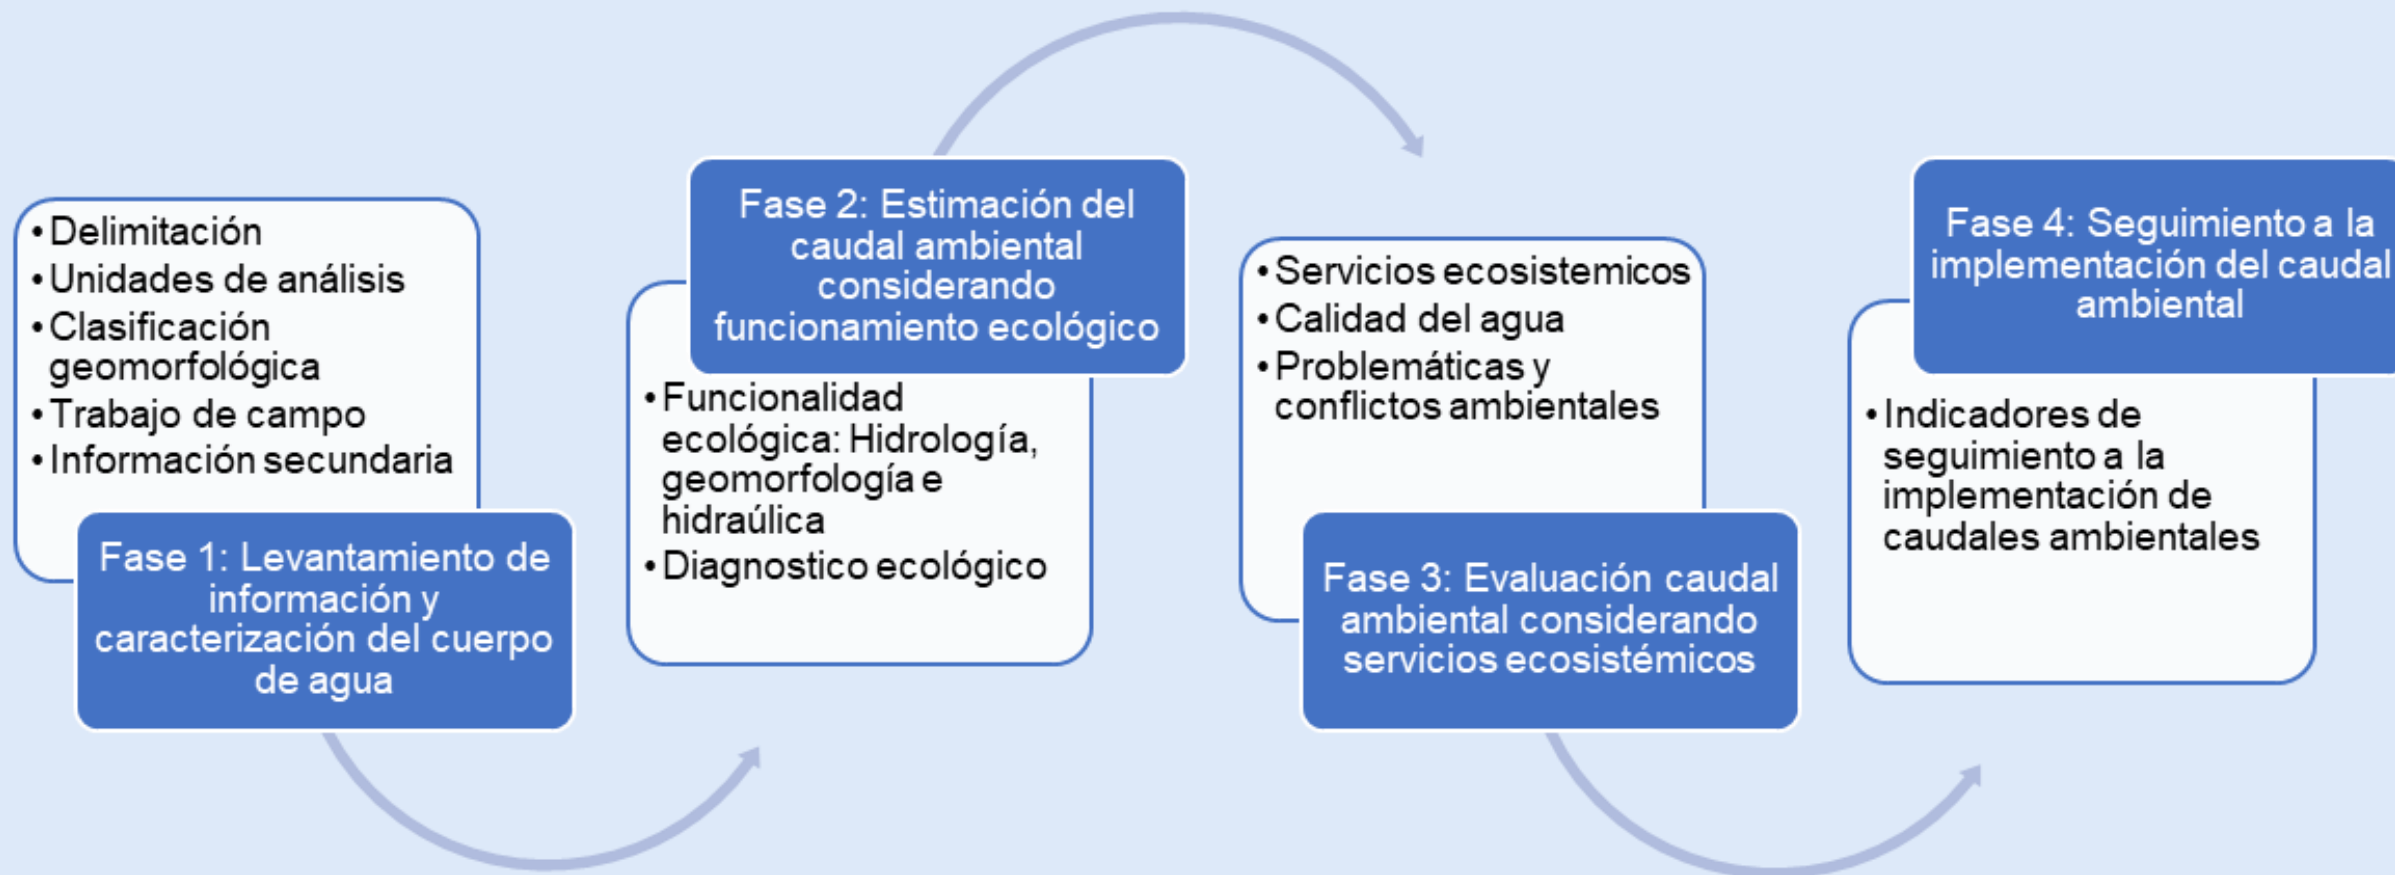 • Delimitación
• Unidades de análisis
• Clasificación
geomorfológica
• Trabajo de campo
• Información secundaria
Fase 1: Levantamiento de
información y
caracterización del cuerpo
de agua
Fase 2: Estimación del
caudal ambiental
considerando
funcionamiento ecológico
• Funcionalidad
ecológica: Hidrología,
geomorfología e
hidraúlica
• Diagnostico ecológico
• Servicios ecosistemicos
• Calidad del agua
• Problemáticas y
conflictos ambientales
Fase 3: Evaluación caudal
ambiental considerando
servicios ecosistémicos
Fase 4: Seguimiento a la
implementación del caudal
ambiental
• Indicadores de
seguimiento a la
implementación de
caudales ambientales